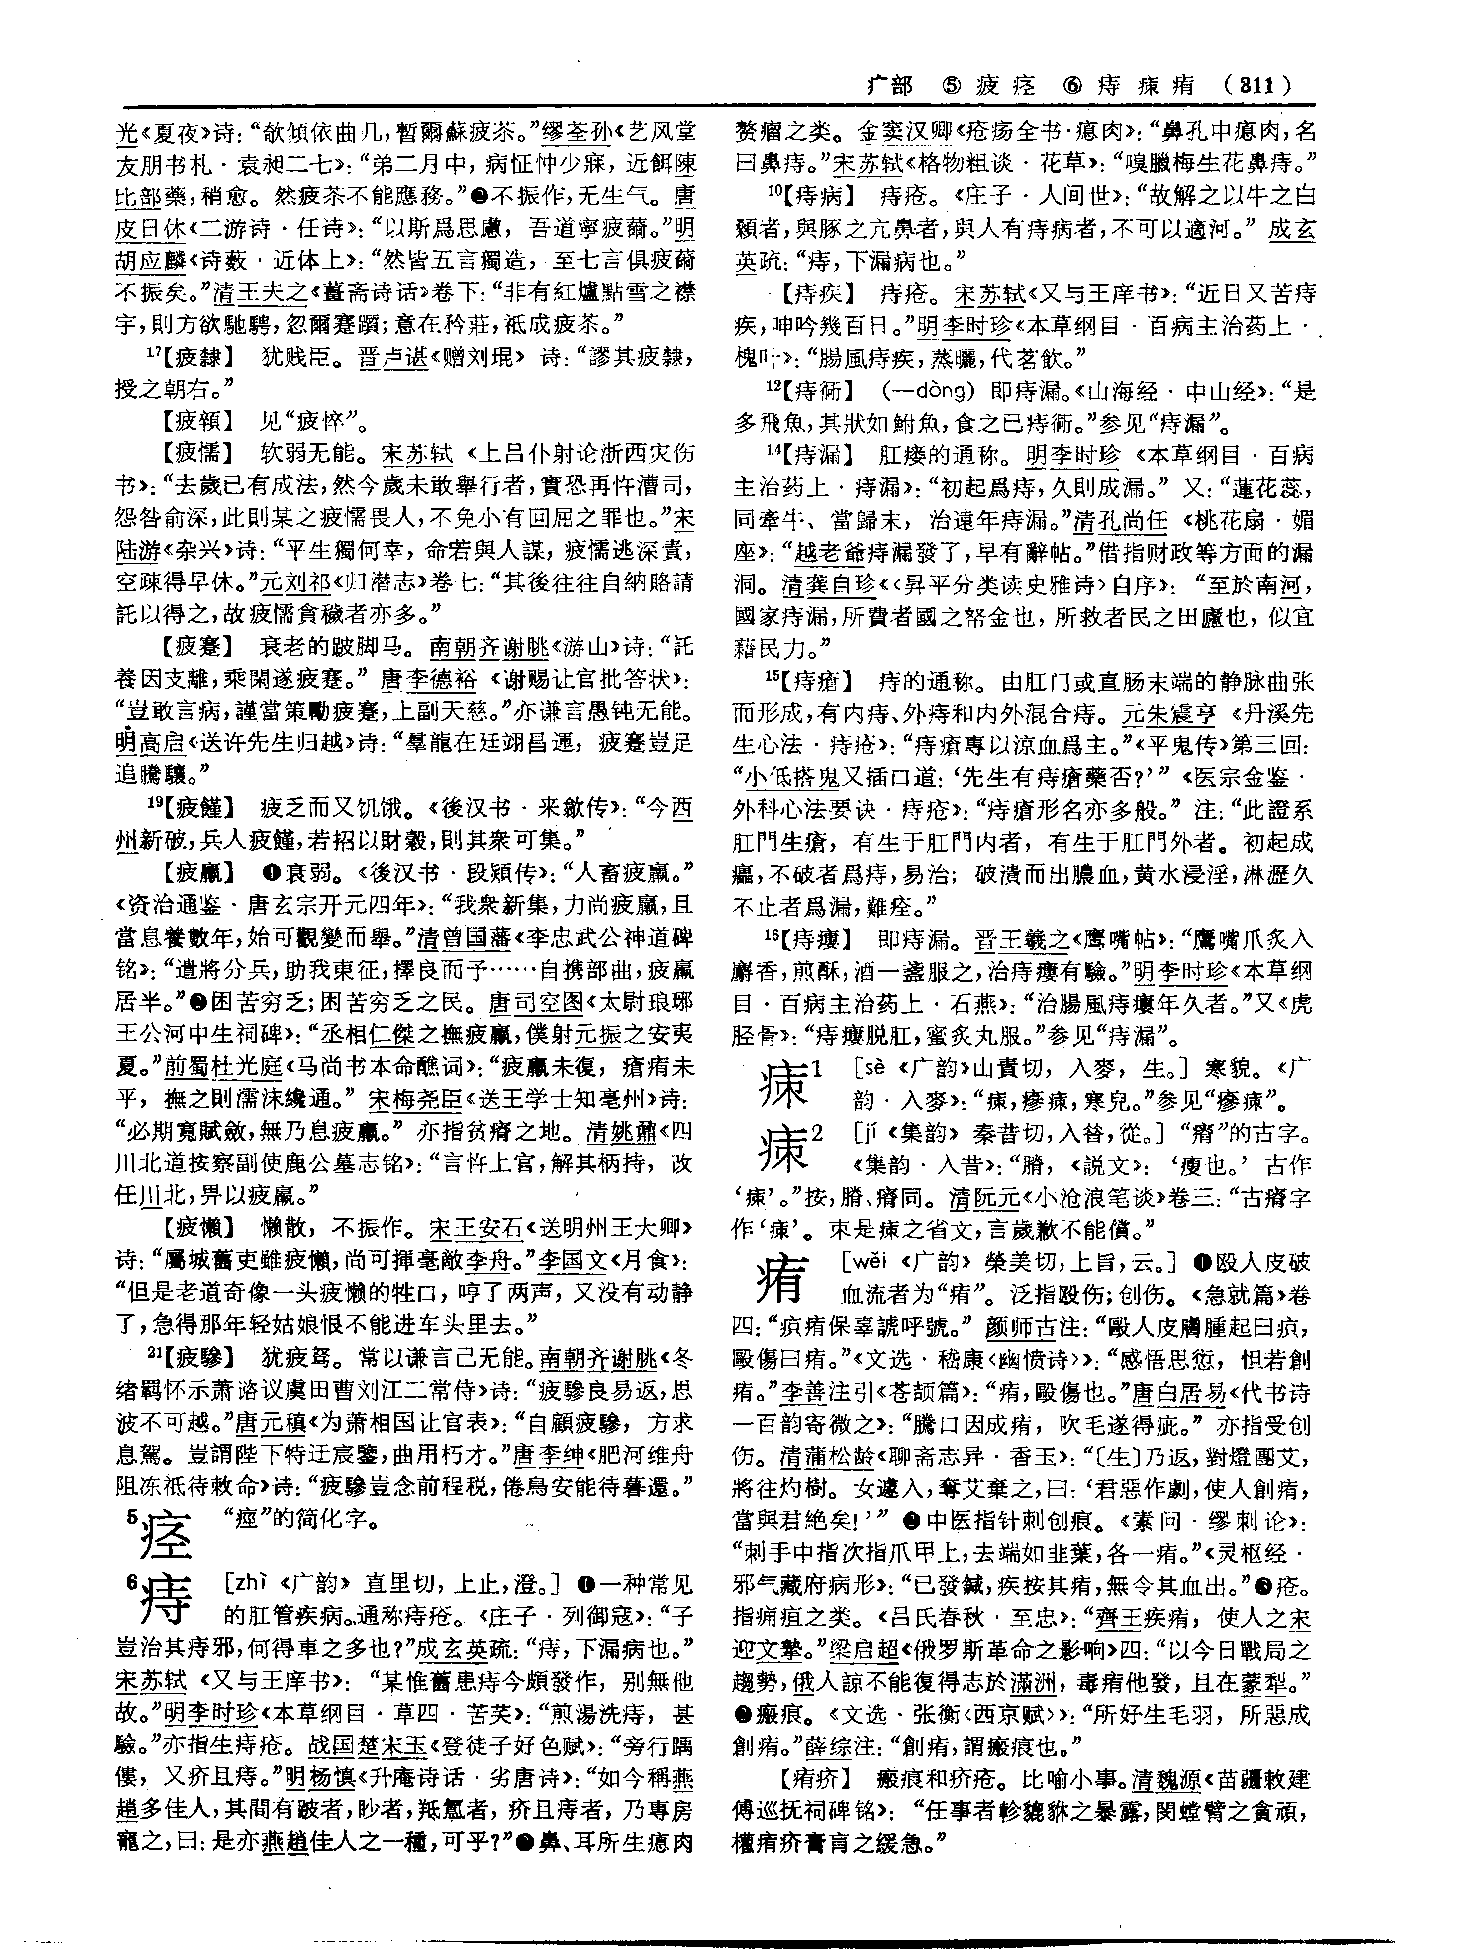 疒部 ⑤疲 痉 ⑥痔 痳 痏 (311)
光《夏夜》诗：“欹傾依曲几，暫爾蘇疲苶。”缪荃孙《艺风堂
友朋书札·袁昶二七》：“弟二月中，病怔忡少寐，近餌陳
比部藥，稍愈。然疲苶不能應務。”❷不振作，无生气。唐
皮日休《二游诗·任诗》：“以斯爲思慮，吾道寧疲薾。”明
胡应麟《诗薮·近体上》：“然皆五言獨造，至七言俱疲薾
不振矣。”清王夫之《薑斋诗话》卷下：“非有紅爐點雪之襟
宇，則方欲馳騁，忽爾蹇躓；意在矜莊，衹成疲苶。”
17【疲隸】 犹贱臣。晋卢谌《赠刘琨》诗：“謬其疲隸，
授之朝右。”
【疲顇】 见“疲悴”。
【疲懦】 软弱无能。宋苏轼《上吕仆射论浙西灾伤
书》：“去歲已有成法，然今歲未敢舉行者，實恐再忤漕司，
怨咎俞深，此則某之疲懦畏人，不免小有回屈之罪也。”宋
陆游《杂兴》诗：“平生獨何幸，命若與人謀，疲懦逃深責，
空疎得早休。”元刘祁《归潜志》卷七：“其後往往自納賂請
託以得之，故疲懦貪穢者亦多。”
【疲蹇】 衰老的跛脚马。南朝齐谢朓《游山》诗：“託
養因支離，乘閑遂疲蹇。”唐李德裕《谢赐让官批答状》：
“豈敢言病，謹當策勵疲蹇，上副天慈。”亦谦言愚钝无能。
明高启《送许先生归越》诗：“羣龍在廷翊昌運，疲蹇豈足
追騰驤。”
19【疲饉】 疲乏而又饥饿。《後汉书·来歙传》：“今西
州新破，兵人疲饉，若招以財穀，則其衆可集。”
【疲羸】 ❶衰弱。《後汉书·段熲传》：“人畜疲羸。”
《资治通鉴·唐玄宗开元四年》：“我衆新集，力尚疲羸，且
當息養數年，始可觀變而舉。”清曾国藩《李忠武公神道碑
铭》：“遣將分兵，助我東征，擇良而予……自携部曲，疲羸
居半。”❷困苦穷乏；困苦穷乏之民。唐司空图《太尉琅琊
王公河中生祠碑》：“丞相仁傑之撫疲羸，僕射元振之安夷
夏。”前蜀杜光庭《马尚书本命醮词》：“疲羸未復，瘡痏未
平，撫之則濡沫纔通。”宋梅尧臣《送王学士知亳州》诗：
“必期寬賦斂，無乃息疲羸。”亦指贫瘠之地。清姚鼐《四
川北道按察副使鹿公墓志铭》：“言忤上官，解其柄持，改
任川北，畀以疲羸。”
【疲懒】 懒散，不振作。宋王安石《送明州王大卿》
诗：“屬城舊吏雖疲懶，尚可揮毫敵李舟。”李国文《月食》：
“但是老道奇像一头疲懒的牲口，哼了两声，又没有动静
了，急得那年轻姑娘恨不能进车头里去。”
21【疲驂】 犹疲驽。常以谦言己无能。南朝齐谢朓《冬
绪羁怀示萧谘议虞田曹刘江二常侍》诗：“疲驂良易返，恩
波不可越。”唐元稹《为萧相国让官表》：“自顧疲驂，方求
息駕。豈謂陛下特迂宸鑒，曲用朽才。”唐李绅《肥河维舟
阻冻祗待敕命》诗：“疲驂豈念前程税，倦鳥安能待暮還。”
5痉 “痙”的简化字。
6痔 [zhì《广韵》直里切，上止，澄。] ❶一种常见
的肛管疾病。通称痔疮。《庄子·列御寇》：“子
豈治其痔邪，何得車之多也？”成玄英疏：“痔，下漏病也。”
宋苏轼《又与王庠书》：“某惟舊患痔今頗發作，别無他
故。”明李时珍《本草纲目·草四·苦芺》：“煎湯洗痔，甚
驗。”亦指生痔疮。战国楚宋玉《登徒子好色赋》：“旁行踽
僂，又疥且痔。”明杨慎《升庵诗话·劣唐诗》：“如今稱燕
趙多佳人，其間有跛者，眇者，羝氲者，疥且痔者，乃專房
寵之，曰：是亦燕趙佳人之一種，可乎？”❷鼻、耳所生瘜肉
赘瘤之类。金窦汉卿《疮疡全书·瘜肉》：“鼻孔中瘜肉，名
曰鼻痔。”宋苏轼《格物粗谈·花草》：“嗅臘梅生花鼻痔。”
10【痔病】 痔疮。《庄子·人间世》：“故解之以牛之白
顙者，與豚之亢鼻者，與人有痔病者，不可以適河。”成玄
英疏：“痔，下漏病也。”
【痔疾】 痔疮。宋苏轼《又与王庠书》：“近日又苦痔
疾，呻吟幾百日。”明李时珍《本草纲目·百病主治药上·
槐叶》：“腸風痔疾，蒸曬，代茗飲。”
12【痔衕】 (—dòng) 即痔漏。《山海经·中山经》：“是
多飛魚，其狀如鮒魚，食之已痔衕。”参见“痔漏”。
14【痔漏】 肛瘘的通称。明李时珍《本草纲目·百病
主治药上·痔漏》：“初起爲痔，久則成漏。”又：“蓮花蕊，
同牽牛、當歸末，治遠年痔漏。”清孔尚任《桃花扇·媚
座》：“越老爺痔漏發了，早有辭帖。”借指财政等方面的漏
洞。清龚自珍《〈昇平分类读史雅诗〉自序》：“至於南河，
國家痔漏，所費者國之帑金也，所救者民之田廬也，似宜
藉民力。”
15【痔瘡】 痔的通称。由肛门或直肠末端的静脉曲张
而形成，有内痔、外痔和内外混合痔。元朱震亨《丹溪先
生心法·痔疮》：“痔瘡專以涼血爲主。”《平鬼传》第三回：
“小低搭鬼又插口道：‘先生有痔瘡藥否？’”《医宗金鉴·
外科心法要诀·痔疮》：“痔瘡形名亦多般。”注：“此證系
肛門生瘡，有生于肛門内者，有生于肛門外者。初起成
㿔，不破者爲痔，易治；破潰而出膿血，黄水浸淫，淋瀝久
不止者爲漏，難痊。”
16【痔瘻】 即痔漏。晋王羲之《鹰嘴帖》：“鷹嘴爪炙入
麝香，煎酥，酒一盞服之，治痔瘻有驗。”明李时珍《本草纲
目·百病主治药上·石燕》：“治腸風痔瘻年久者。”又《虎
胫骨》：“痔瘻脱肛，蜜炙丸服。”参见“痔漏”。
痳1 [sè《广韵》山責切，入麥，生。] 寒貌。《广
韵·入麥》：“痳，瘮痳，寒皃。”参见“瘮痳”。
痳2 [jí《集韵》秦昔切，入昔，從。] “瘠”的古字。
《集韵·入昔》：“膌，《説文》：‘瘦也。’古作
‘痳’。”按，膌、瘠同。清阮元《小沧浪笔谈》卷三：“古瘠字
作‘痳’。朿是痳之省文，言歲歉不能償。”
痏 [wěi《广韵》榮美切，上旨，云。] ❶殴人皮破
血流者为“痏”。泛指殴伤；创伤。《急就篇》卷
四：“疻痏保辜謕呼號。”颜师古注：“毆人皮膚腫起曰疻，
毆傷曰痏。”《文选·嵇康〈幽愤诗〉》：“感悟思愆，怛若創
痏。”李善注引《苍颉篇》：“痏，毆傷也。”唐白居易《代书诗
一百韵寄微之》：“騰口因成痏，吹毛遂得疵。”亦指受创
伤。清蒲松龄《聊斋志异·香玉》：“〔生〕乃返，對燈團艾，
將往灼樹。女遽入，奪艾棄之，曰：‘君惡作劇，使人創痏，
當與君絶矣！’”❷中医指针刺创痕。《素问·缪刺论》：
“刺手中指次指爪甲上，去端如韭葉，各一痏。”《灵枢经·
邪气藏府病形》：“已發鍼，疾按其痏，無令其血出。”❸疮。
指痈疽之类。《吕氏春秋·至忠》：“齊王疾痏，使人之宋
迎文摯。”梁启超《俄罗斯革命之影响》四：“以今日戰局之
趨勢，俄人諒不能復得志於滿洲，毒痏他發，且在蒙犁。”
❷瘢痕。《文选·张衡〈西京赋〉》：“所好生毛羽，所惡成
創痏。”薛综注：“創痏，謂瘢痕也。”
【痏疥】 瘢痕和疥疮。比喻小事。清魏源《苗疆敕建
傅巡抚祠碑铭》：“任事者軫貔貅之暴露，閔螳臂之貪頑，
權痏疥膏肓之缓急。”